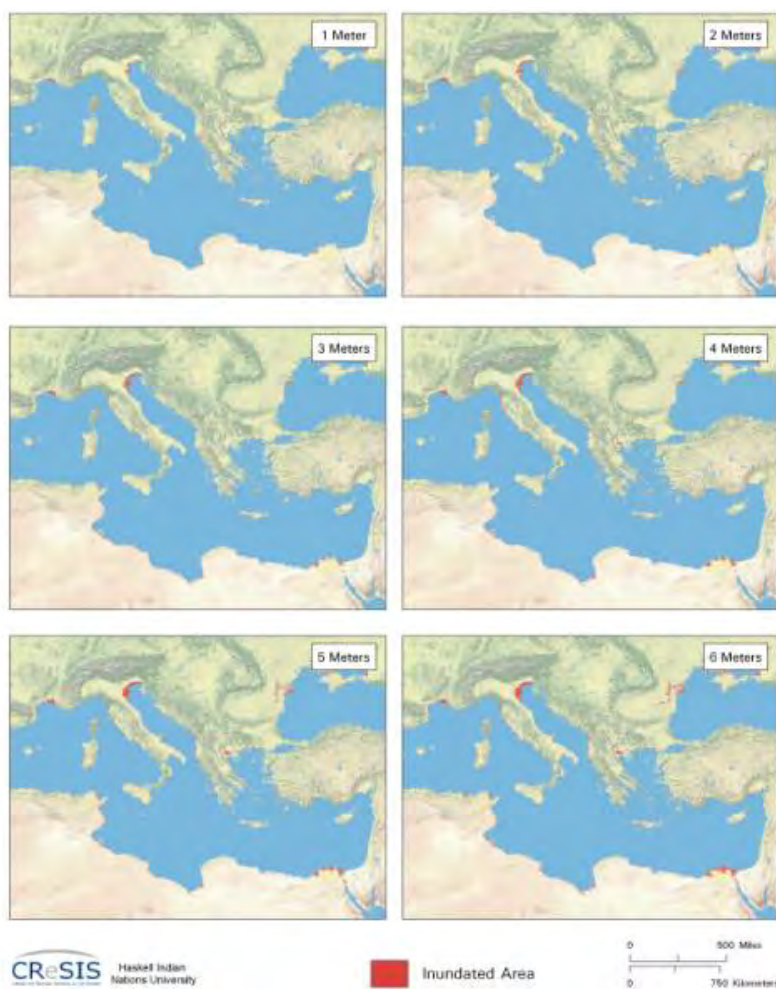 1 Meter
2 Meters
3 Meters
4 Meters
5 Meters
6 Meters
CReSIS
Haskell Indian
Nations University
Inundated Area
0 500 Miles
0 750 Kilometers